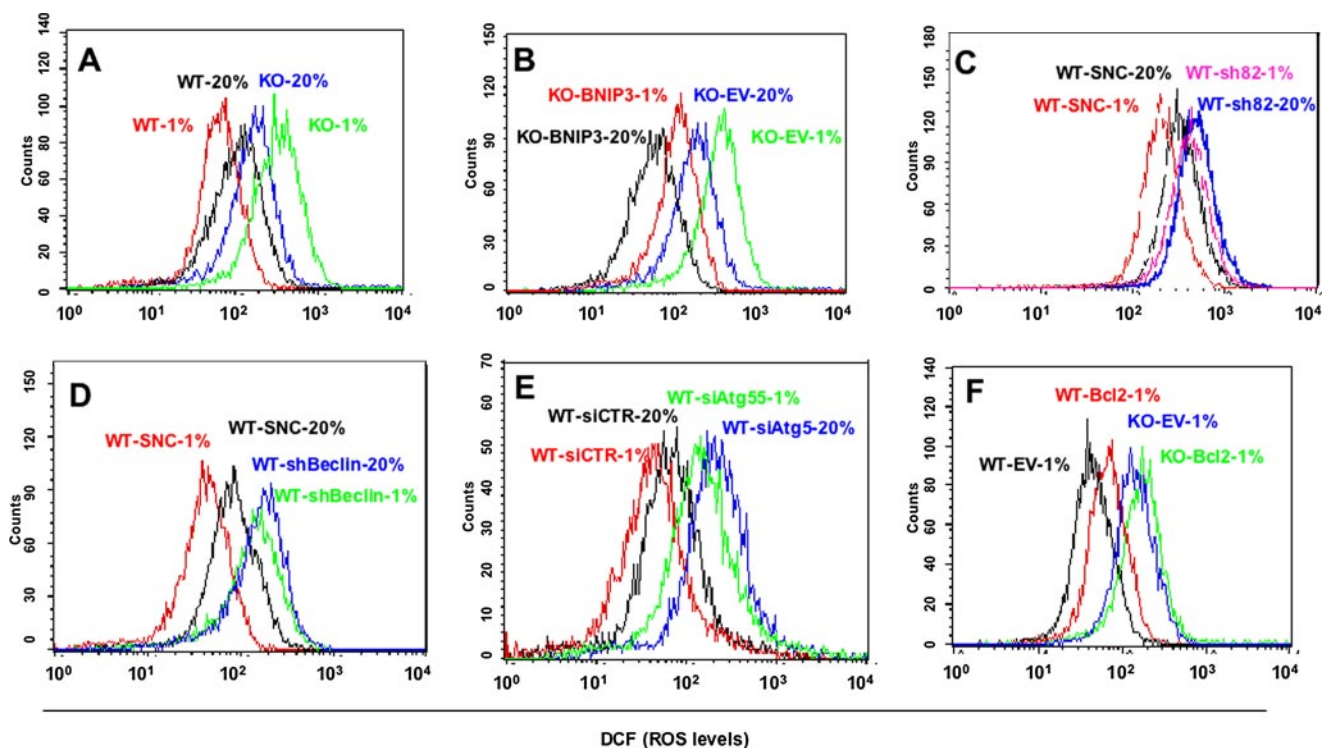 A
WT-20% KO-20%
WT-1% KO-1%
Counts
0 20 40 60 80 100 120 140
10⁰ 10¹ 10² 10³ 10⁴
B
KO-BNIP3-1% KO-EV-20%
KO-BNIP3-20% KO-EV-1%
Counts
0 30 60 90 120 150
10⁰ 10¹ 10² 10³ 10⁴
C
WT-SNC-20% WT-sh82-1%
WT-SNC-1% WT-sh82-20%
Counts
0 30 60 90 120 150 180
10⁰ 10¹ 10² 10³ 10⁴
D
WT-SNC-1% WT-SNC-20%
WT-shBeclin-20%
WT-shBeclin-1%
Counts
0 30 60 90 120 150
10⁰ 10¹ 10² 10³ 10⁴
E
WT-siAtg55-1%
WT-siCTR-20%
WT-siAtg5-20%
WT-siCTR-1%
Counts
0 10 20 30 40 50 60 70
10⁰ 10¹ 10² 10³ 10⁴
F
WT-Bcl2-1%
KO-EV-1%
WT-EV-1% KO-Bcl2-1%
Counts
0 20 40 60 80 100 120 140
10⁰ 10¹ 10² 10³ 10⁴
DCF (ROS levels)